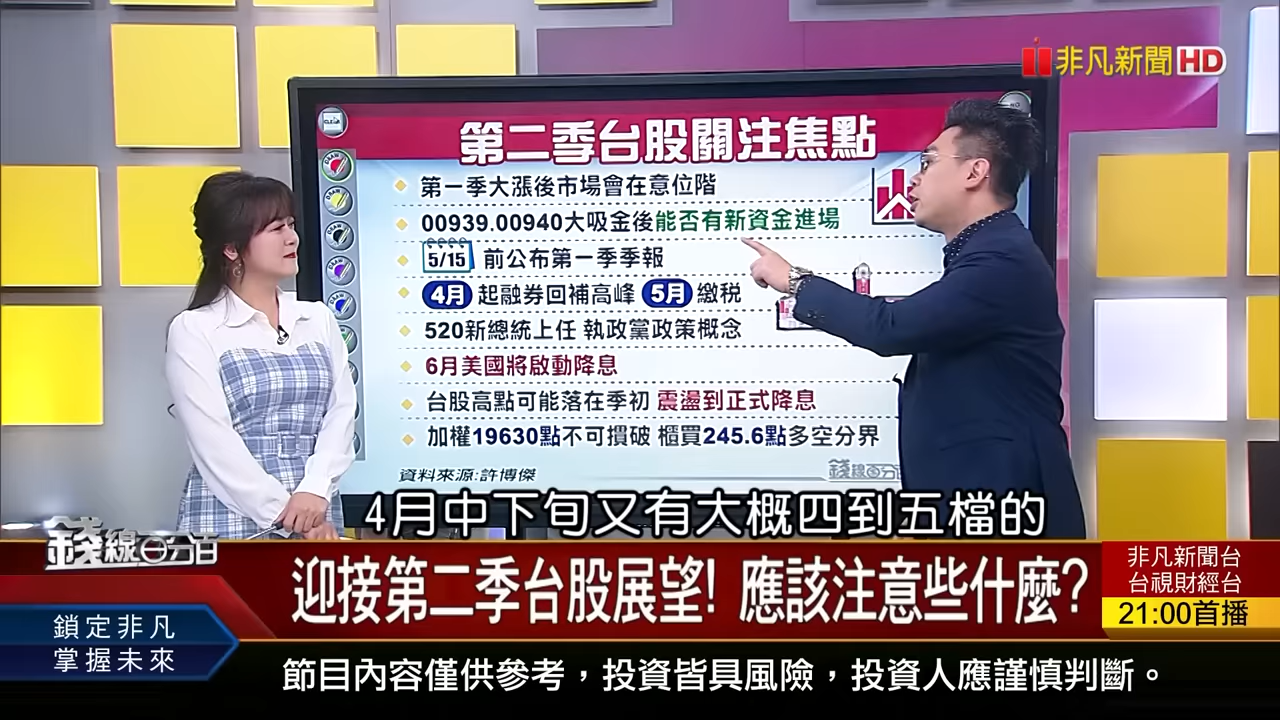 非凡新聞HD
第二季台股關注焦點
第一季大漲後市場會在意位階
00939.00940大吸金後能否有新資金進場
5/15 前公布第一季季報
4月 起融券回補高峰 5月 繳稅
520新總統上任 執政黨政策概念
6月美國將啟動降息
台股高點可能落在季初 震盪到正式降息
加權19630點不可摜破 櫃買245.6點多空分界
資料來源:許博傑
錢線百分百
4月中下旬又有大概四到五檔的
錢線百分百
迎接第二季台股展望! 應該注意些什麼?
非凡新聞台
台視財經台
21:00首播
鎖定非凡
掌握未來
節目內容僅供參考，投資皆具風險，投資人應謹慎判斷。